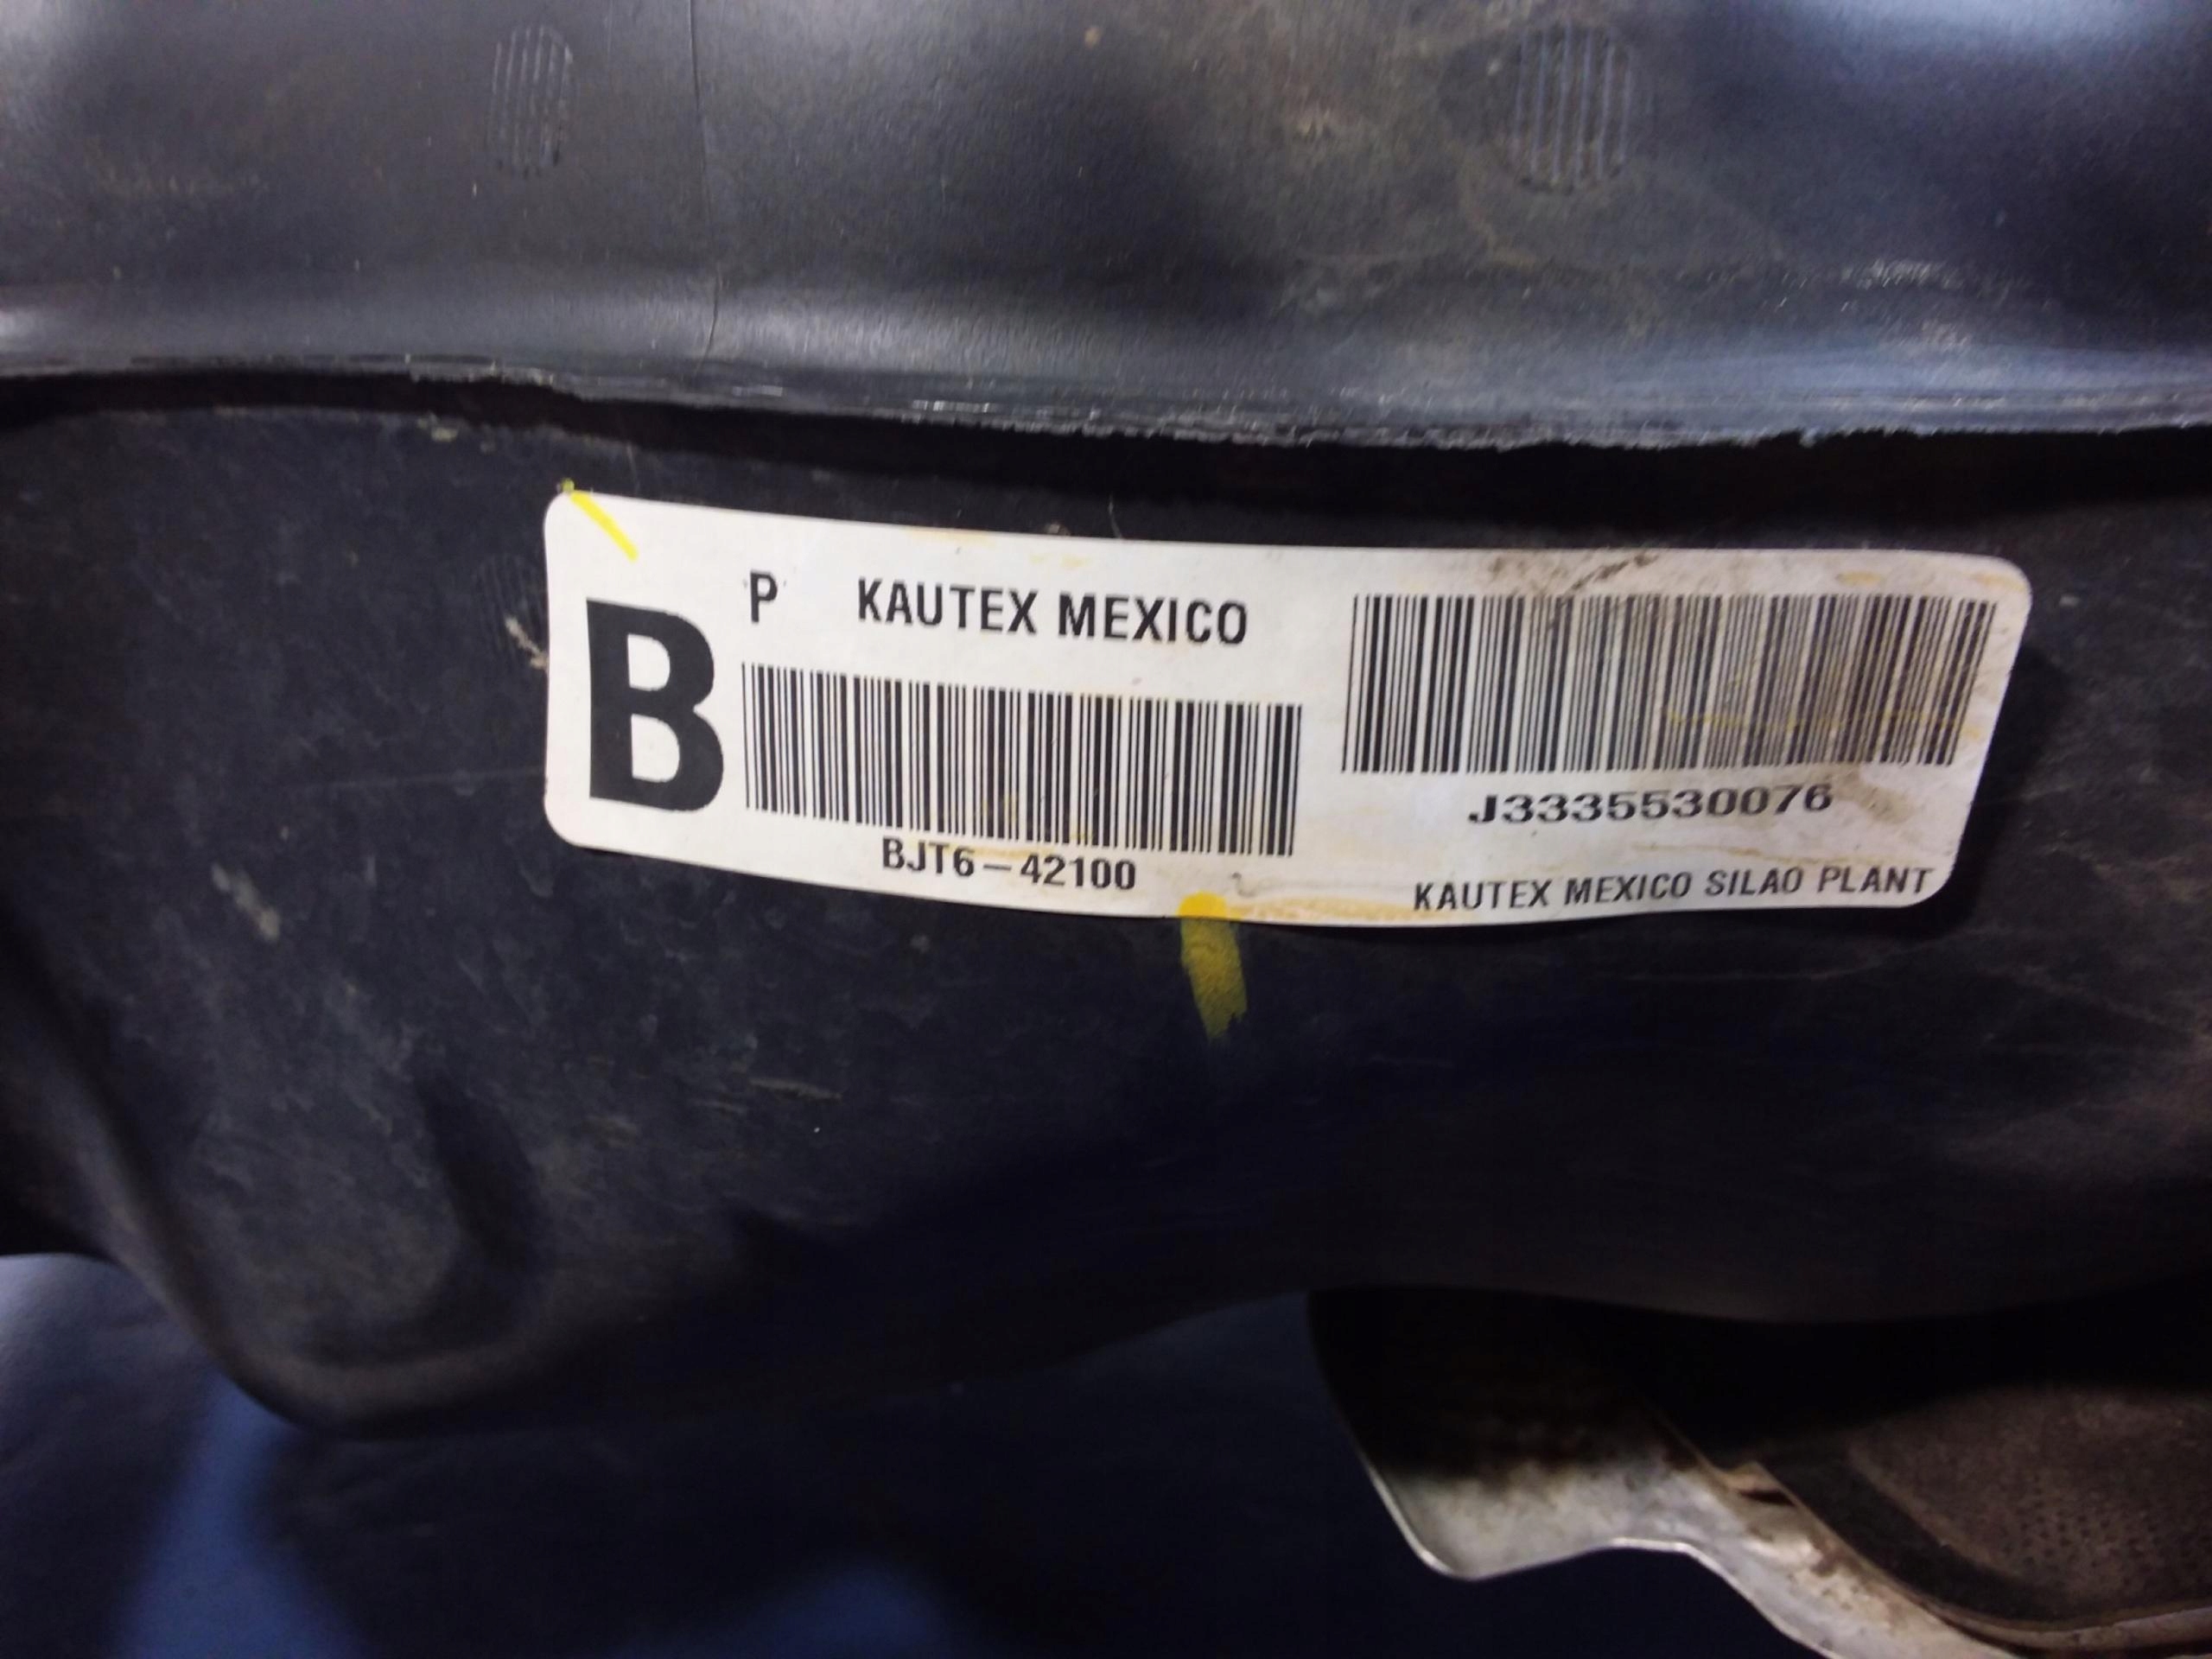 B
P KAUTEX MEXICO
BJT6-42100
J3335530076
KAUTEX MEXICO SILAO PLANT